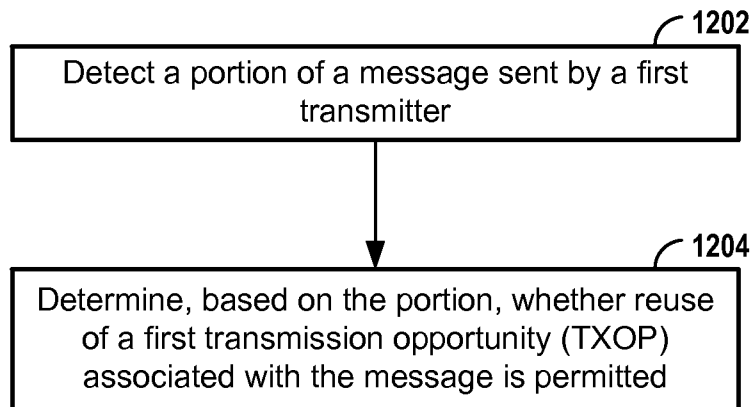 1202
Detect a portion of a message sent by a first
transmitter
1204
Determine, based on the portion, whether reuse
of a first transmission opportunity (TXOP)
associated with the message is permitted